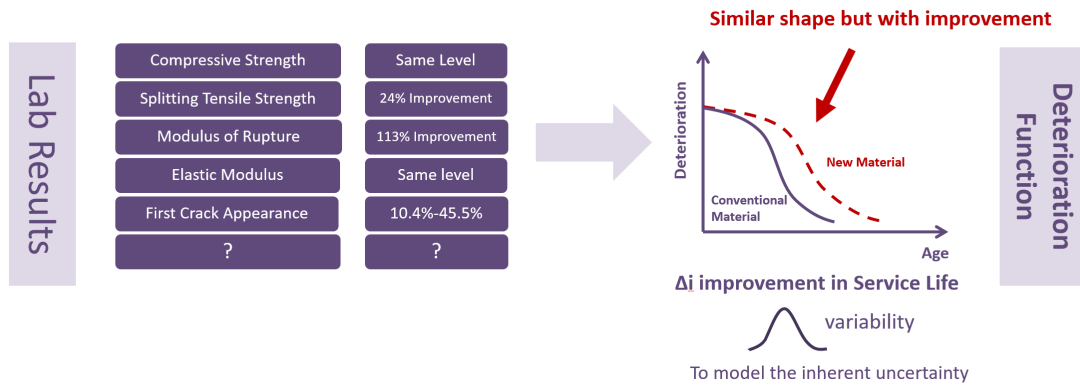 Lab Results
Compressive Strength
Same Level
Splitting Tensile Strength
24% Improvement
Modulus of Rupture
113% Improvement
Elastic Modulus
Same level
First Crack Appearance
10.4%-45.5%
?
?
Similar shape but with improvement
Deterioration
New Material
Conventional
Material
Age
Δi improvement in Service Life
variability
To model the inherent uncertainty
Deterioration
Function